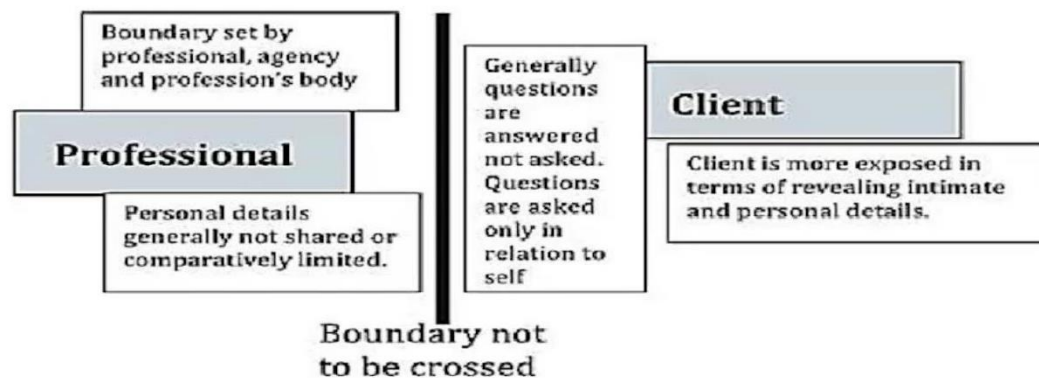 Boundary set by
professional, agency
and profession's body
Professional
Personal details
generally not shared or
comparatively limited.
Generally
questions
are
answered
not asked.
Questions
are asked
only in
relation to
self
Client
Client is more exposed in
terms of revealing intimate
and personal details.
Boundary not
to be crossed